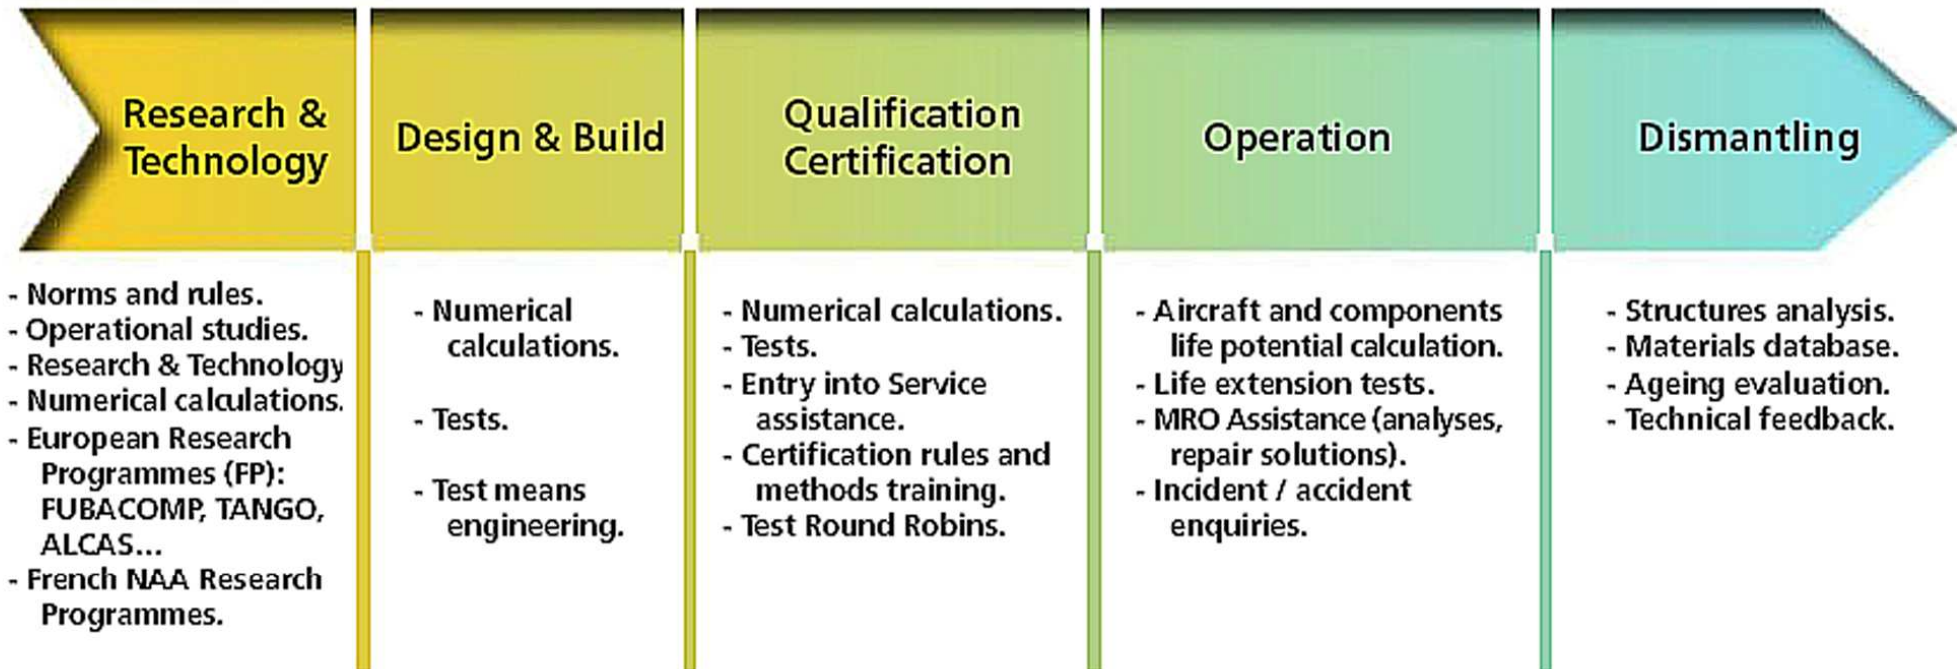 Research &
Technology
Design & Build
Qualification
Certification
Operation
Dismantling
- Norms and rules.
- Operational studies.
- Research & Technology
- Numerical calculations.
- European Research
Programmes (FP):
FUBACOMP, TANGO,
ALCAS...
- French NAA Research
Programmes.
- Numerical
calculations.
- Tests.
- Test means
engineering.
- Numerical calculations.
- Tests.
- Entry into Service
assistance.
- Certification rules and
methods training.
- Test Round Robins.
- Aircraft and components
life potential calculation.
- Life extension tests.
- MRO Assistance (analyses,
repair solutions).
- Incident / accident
enquiries.
- Structures analysis.
- Materials database.
- Ageing evaluation.
- Technical feedback.